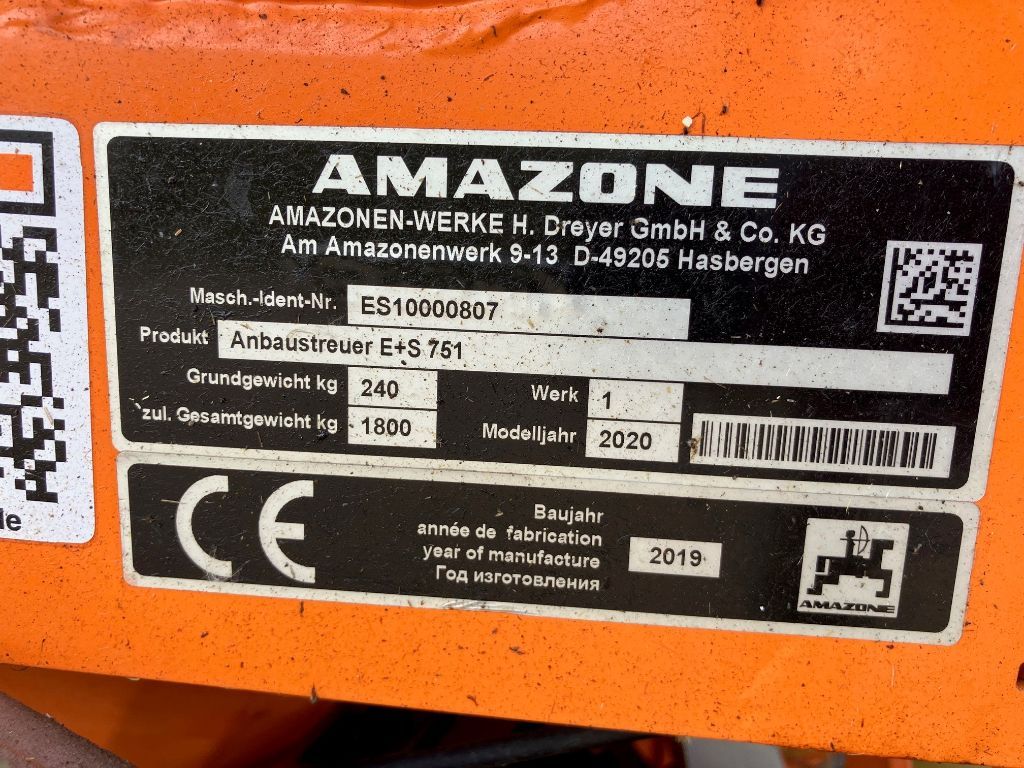 AMAZONE
AMAZONEN-WERKE H. Dreyer GmbH & Co. KG
Am Amazonenwerk 9-13 D-49205 Hasbergen
Masch.-Ident-Nr. ES10000807
Produkt Anbaustreuer E+S 751
Grundgewicht kg 240 Werk 1
zul. Gesamtgewicht kg 1800 Modelljahr 2020
CE
Baujahr
année de fabrication
year of manufacture 2019
Год изготовления
AMAZONE
de